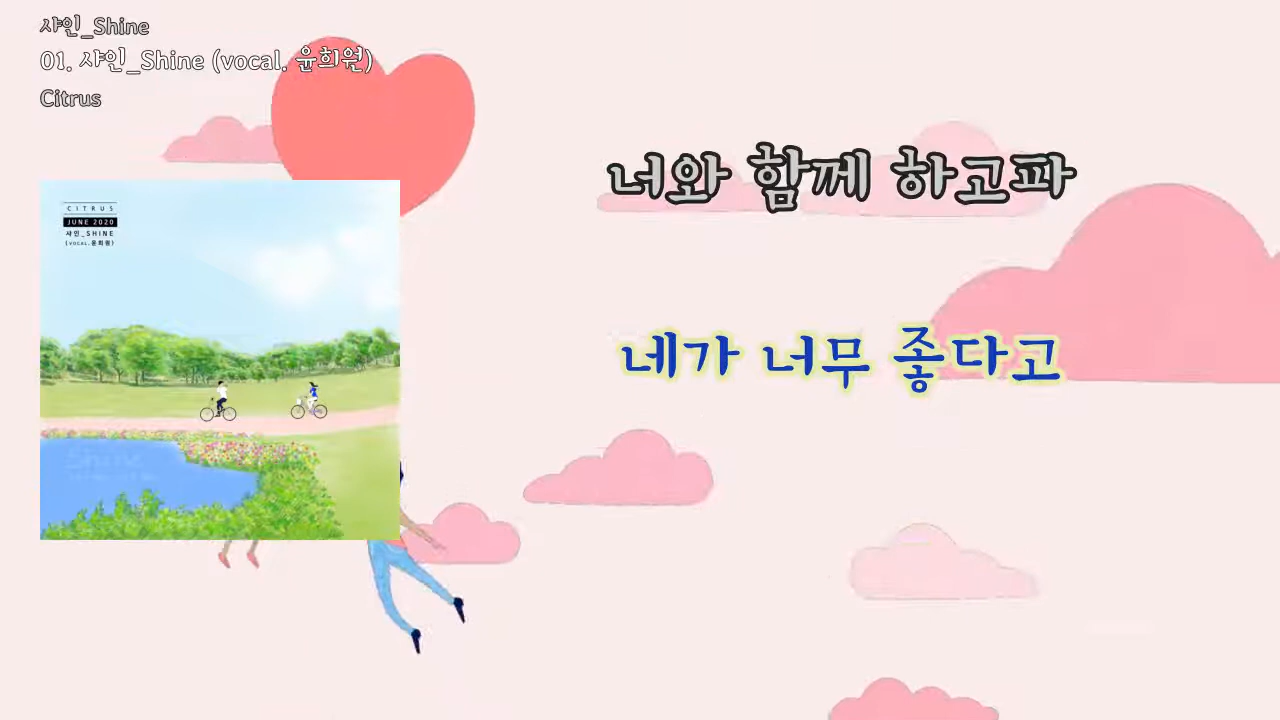 샤인_Shine
01. 샤인_Shine (vocal. 윤희원)
Citrus
CITRUS
JUNE 2020
샤인_SHINE
(VOCAL.윤희원)
Shine
너와 함께 하고파
네가 너무 좋다고